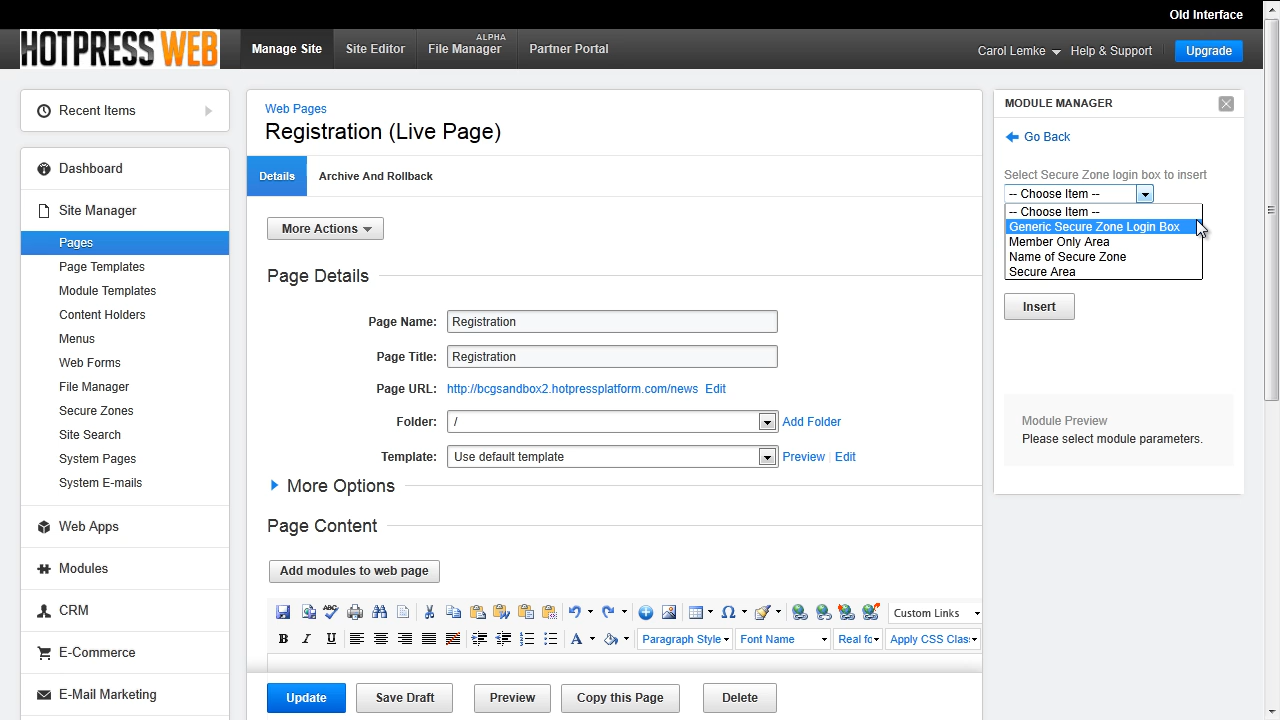 Old Interface
HOTPRESS WEB
Manage Site
Site Editor
ALPHA
File Manager
Partner Portal
Carol Lemke
Help & Support
Upgrade
Recent Items
Dashboard
Site Manager
Pages
Page Templates
Module Templates
Content Holders
Menus
Web Forms
File Manager
Secure Zones
Site Search
System Pages
System E-mails
Web Apps
Modules
CRM
E-Commerce
E-Mail Marketing
Web Pages
Registration (Live Page)
Details
Archive And Rollback
More Actions
Page Details
Page Name: Registration
Page Title: Registration
Page URL: http://bcgsandbox2.hotpressplatform.com/news Edit
Folder: / Add Folder
Template: Use default template Preview | Edit
More Options
Page Content
Add modules to web page
ABC
Custom Links
B I U
A
Paragraph Style
Font Name
Real fo
Apply CSS Clas
Update
Save Draft
Preview
Copy this Page
Delete
MODULE MANAGER
Go Back
Select Secure Zone login box to insert
-- Choose Item --
-- Choose Item --
Generic Secure Zone Login Box
Member Only Area
Name of Secure Zone
Secure Area
Insert
Module Preview
Please select module parameters.